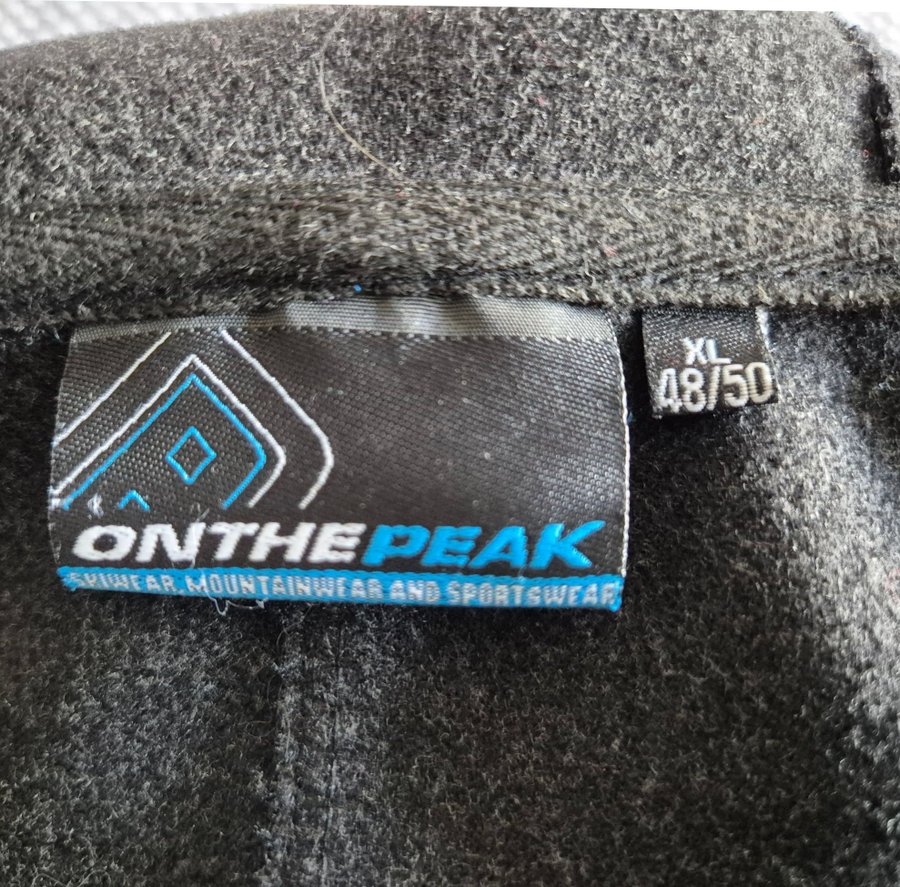 XL
48/50
ONTHEPEAK
SKIWEAR, MOUNTAINWEAR AND SPORTSWEAR